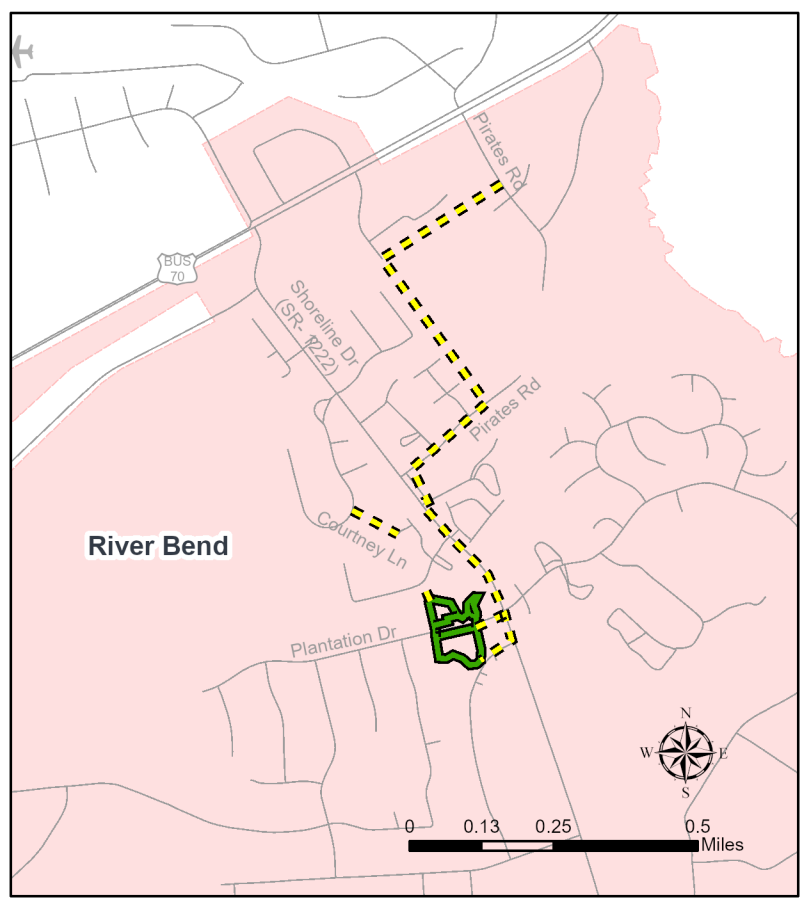 Pirates Rd
BUS
70
Shoreline Dr
(SR- 1222)
Pirates Rd
River Bend
Courtney Ln
Plantation Dr
N
W E
S
0 0.13 0.25 0.5
Miles